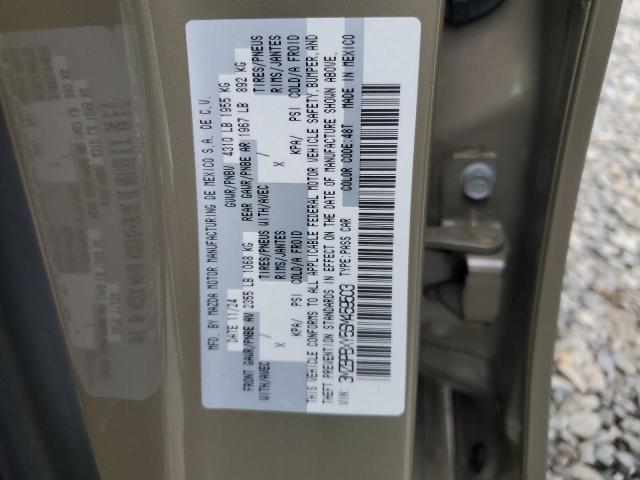 MFD. BY MAZDA MOTOR MANUFACTURING DE MEXICO S.A. DE C.V.
DATE 11/24 GVWR/PNBV 4310 LB 1955 KG
FRONT GAWR/PNBE AV 2355 LB 1068 KG REAR GAWR/PNBE AR 1967 LB 892 KG
WITH/AVEC TIRES/PNEUS WITH/AVEC TIRES/PNEUS
/ RIMS/JANTES / RIMS/JANTES
X X
KPA/ PSI COLD/A FROID KPA/ PSI COLD/A FROID
THIS VEHICLE CONFORMS TO ALL APPLICABLE FEDERAL MOTOR VEHICLE SAFETY, BUMPER, AND
THEFT PREVENTION STANDARDS IN EFFECT ON THE DATE OF MANUFACTURE SHOWN ABOVE.
VIN: TYPE:PASS CAR COLOR CODE:48T MADE IN MEXICO